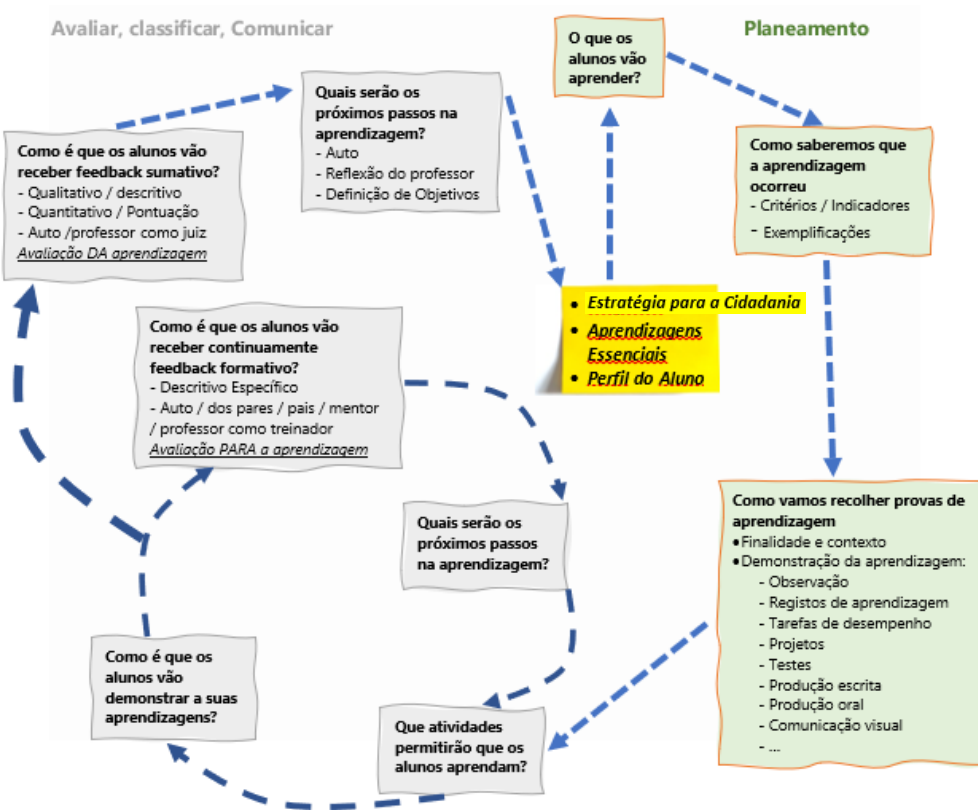 Avaliar, classificar, Comunicar
Planeamento
O que os
alunos vão
aprender?
Como saberemos que
a aprendizagem
ocorreu
- Critérios / Indicadores
- Exemplificações
Quais serão os
próximos passos na
aprendizagem?
- Auto
- Reflexão do professor
- Definição de Objetivos
Como é que os alunos vão
receber feedback sumativo?
- Qualitativo / descritivo
- Quantitativo / Pontuação
- Auto /professor como juiz
Avaliação DA aprendizagem
• Estratégia para a Cidadania
• Aprendizagens
Essenciais
• Perfil do Aluno
Como é que os alunos vão
receber continuamente
feedback formativo?
- Descritivo Específico
- Auto / dos pares / pais / mentor
/ professor como treinador
Avaliação PARA a aprendizagem
Quais serão os
próximos passos
na aprendizagem?
Como vamos recolher provas de
aprendizagem
•Finalidade e contexto
•Demonstração da aprendizagem:
- Observação
- Registos de aprendizagem
- Tarefas de desempenho
- Projetos
- Testes
- Produção escrita
- Produção oral
- Comunicação visual
- ...
Como é que os
alunos vão
demonstrar a suas
aprendizagens?
Que atividades
permitirão que os
alunos aprendam?